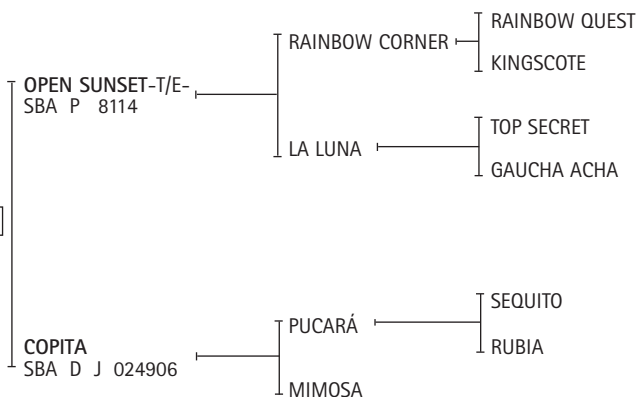 RAINBOW QUEST
RAINBOW CORNER
KINGSCOTE
OPEN SUNSET-T/E-
SBA P 8114
TOP SECRET
LA LUNA
GAUCHA ACHA
SEQUITO
PUCARÁ
RUBIA
COPITA
SBA D J 024906
MIMOSA